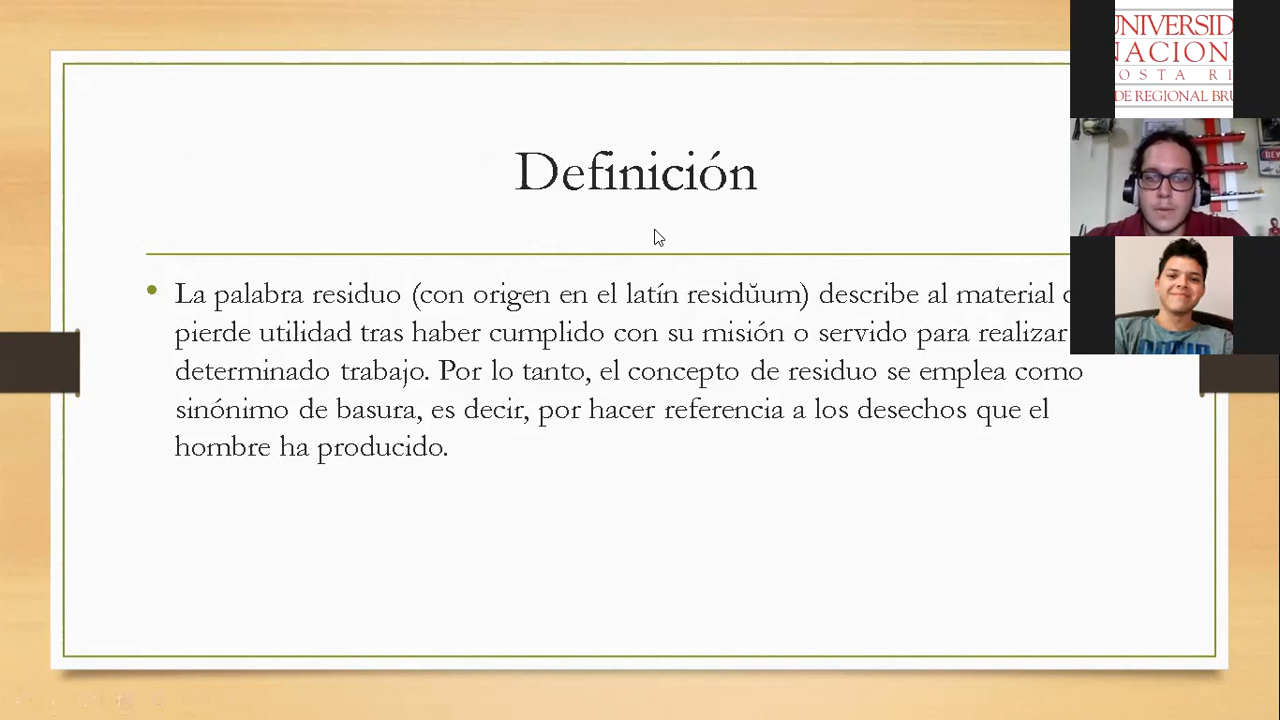 UNIVERSID
NACION
OSTA RI
DE REGIONAL BRU
Definición
La palabra residuo (con origen en el latín residŭum) describe al material
pierde utilidad tras haber cumplido con su misión o servido para realizar
determinado trabajo. Por lo tanto, el concepto de residuo se emplea como
sinónimo de basura, es decir, por hacer referencia a los desechos que el
hombre ha producido.